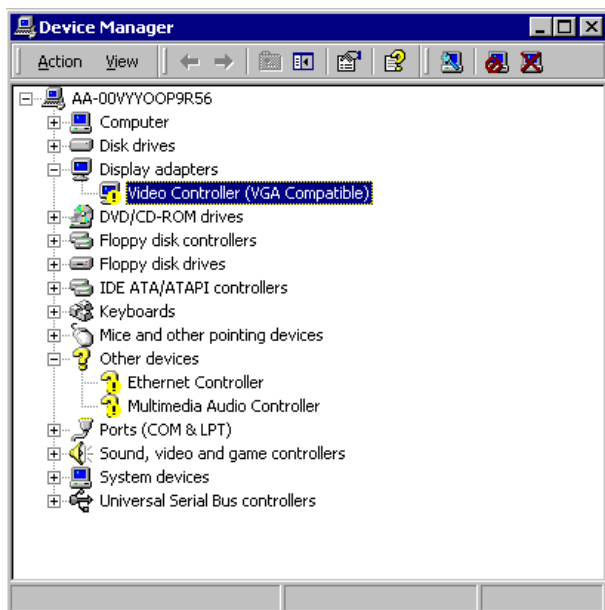 Device Manager
Action View
AA-00VYYOOP9R56
Computer
Disk drives
Display adapters
Video Controller (VGA Compatible)
DVD/CD-ROM drives
Floppy disk controllers
Floppy disk drives
IDE ATA/ATAPI controllers
Keyboards
Mice and other pointing devices
Other devices
Ethernet Controller
Multimedia Audio Controller
Ports (COM & LPT)
Sound, video and game controllers
System devices
Universal Serial Bus controllers